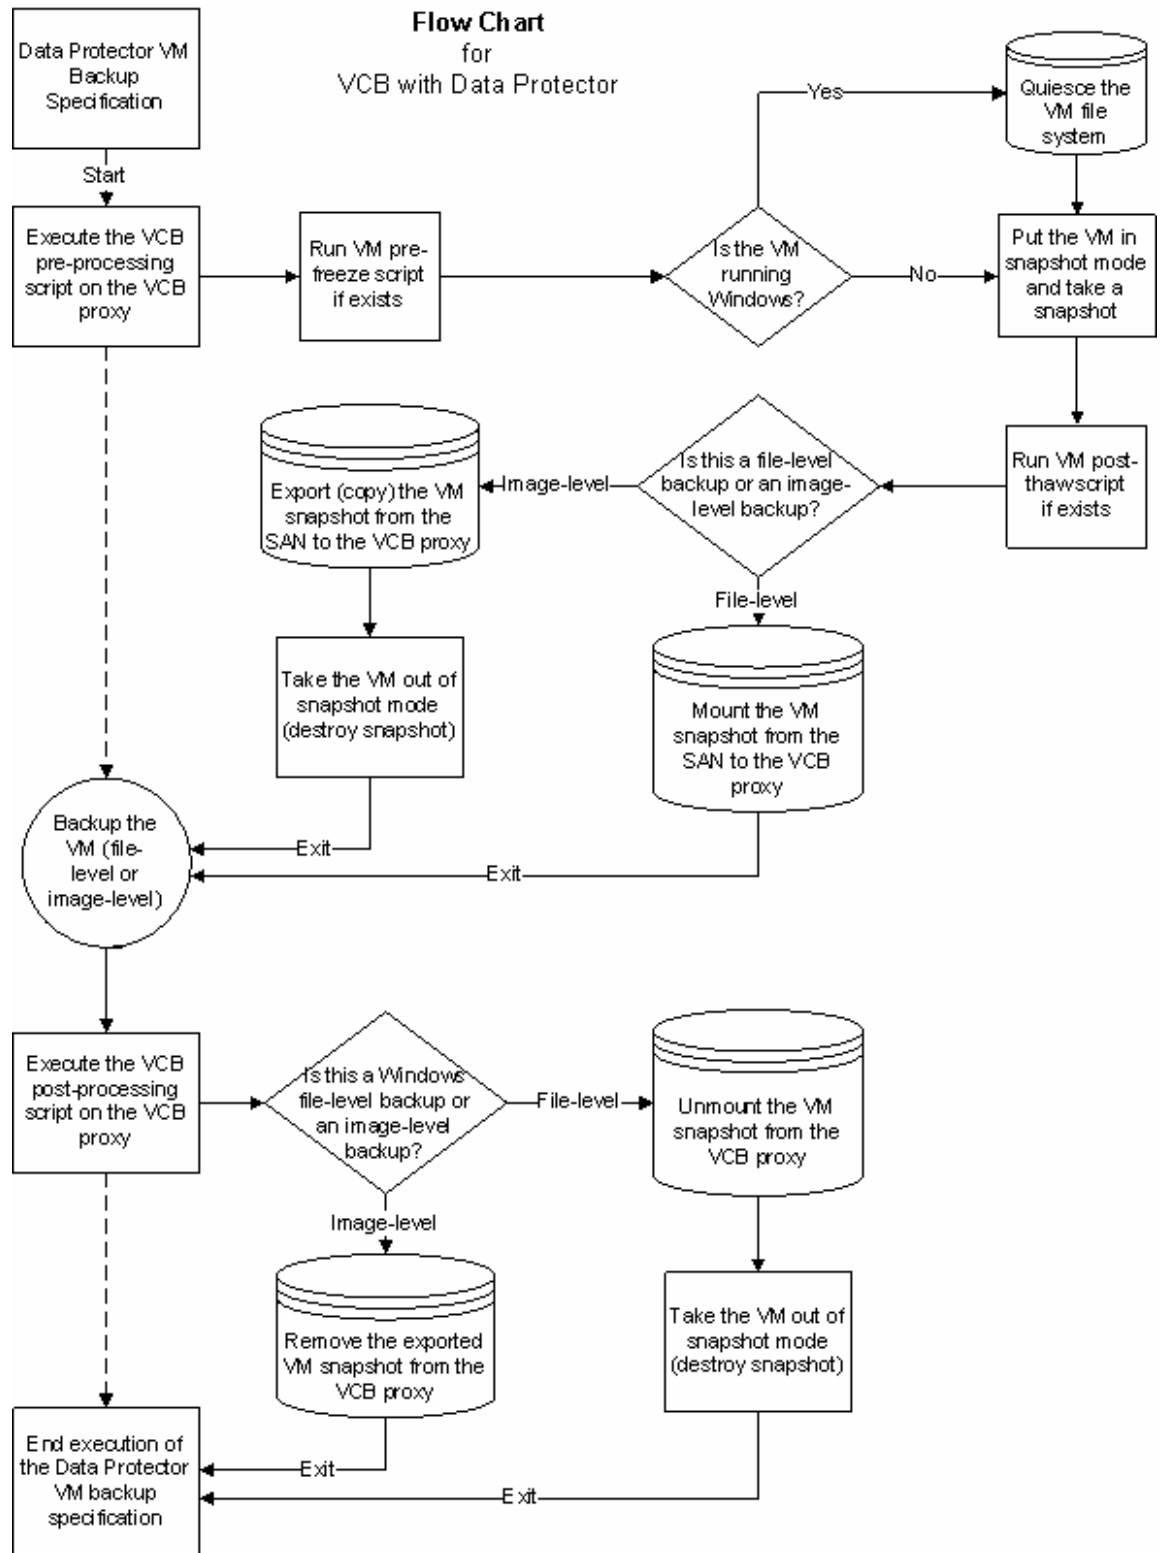 Flow Chart
for
VCB with Data Protector
Data Protector VM
Backup
Specification
Start
Execute the VCB
pre-processing
script on the VCB
proxy
Run VM pre-
freeze script
if exists
Is the VM
running
Windows?
Yes
No
Quiesce the
VM file
system
Put the VM in
snapshot mode
and take a
snapshot
Run VM post-
thaw script
if exists
Is this a file-level
backup or an image-
level backup?
Image-level
Export (copy) the VM
snapshot from the
SAN to the VCB proxy
File-level
Take the VM out of
snapshot mode
(destroy snapshot)
Mount the VM
snapshot from the
SAN to the VCB
proxy
Exit
Exit
Backup the
VM (file-
level or
image-level)
Execute the VCB
post-processing
script on the VCB
proxy
Is this a Windows
file-level backup or
an image-level
backup?
File-level
Unmount the VM
snapshot from the
VCB proxy
Image-level
Remove the exported
VM snapshot from the
VCB proxy
Take the VM out of
snapshot mode
(destroy snapshot)
Exit
Exit
End execution of
the Data Protector
VM backup
specification